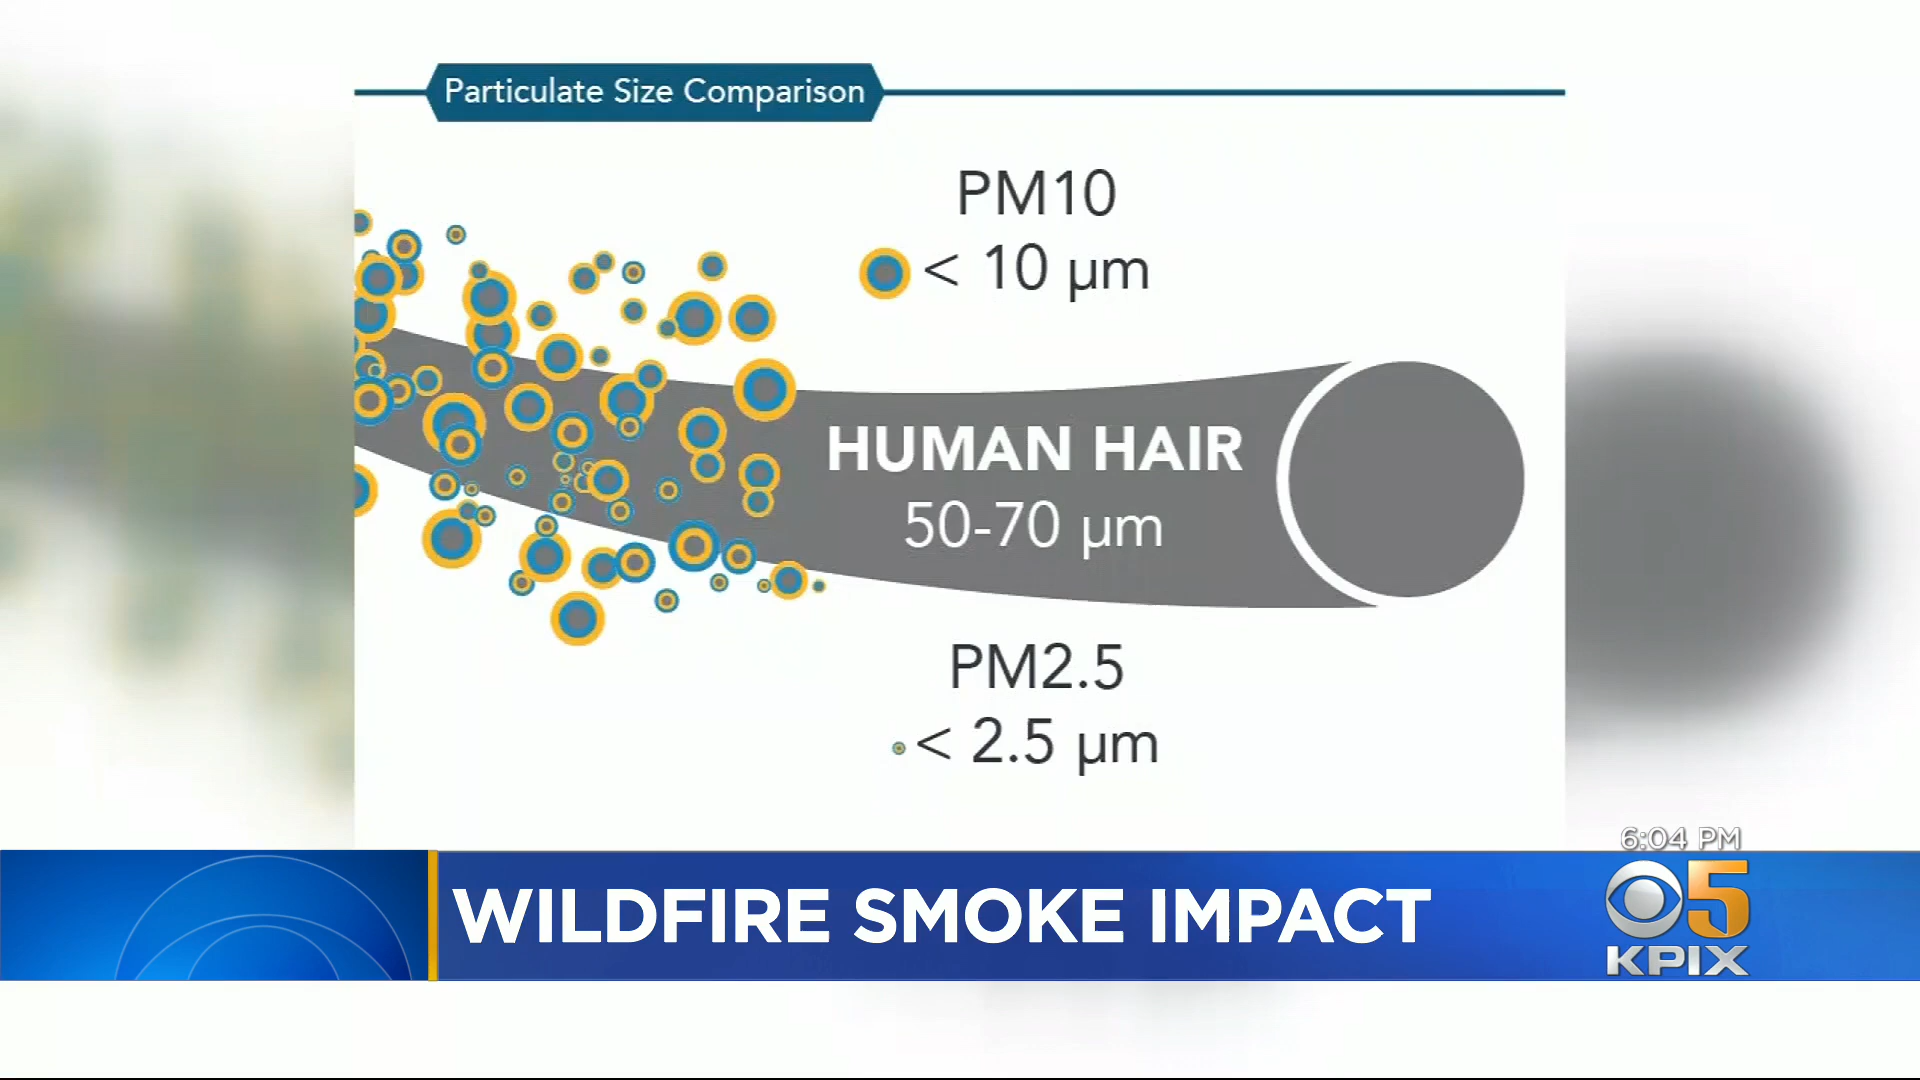 Particulate Size Comparison
PM10
< 10 µm
HUMAN HAIR
50-70 µm
PM2.5
< 2.5 µm
6:04 PM
WILDFIRE SMOKE IMPACT
5
KPIX